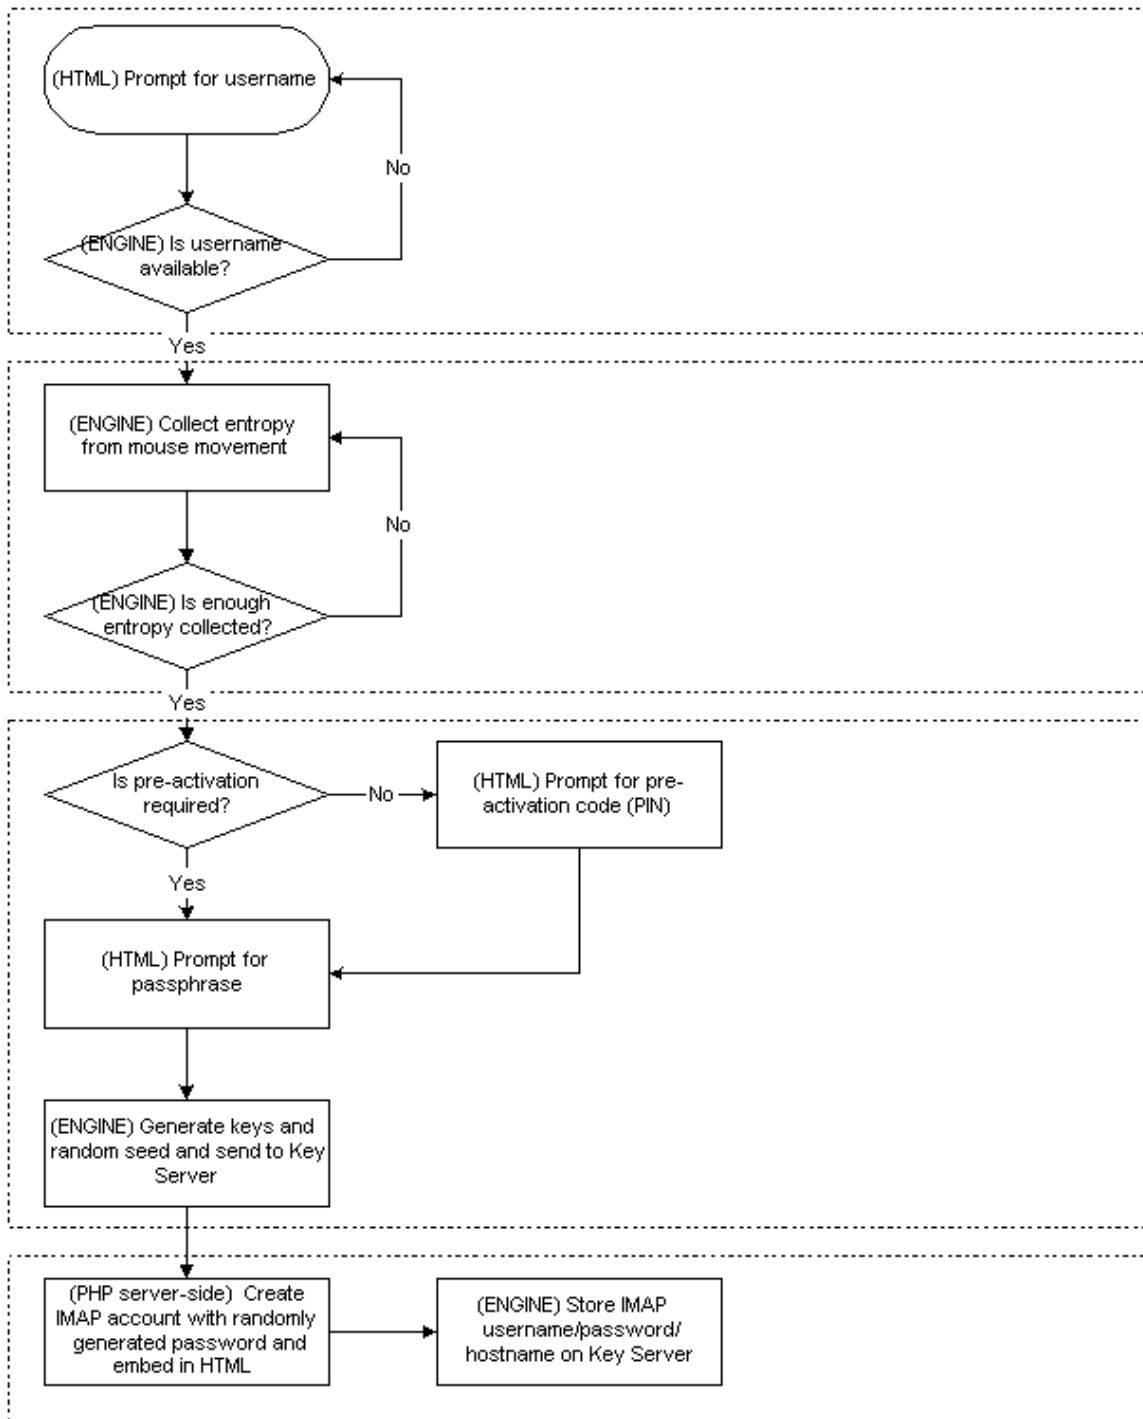 (HTML) Prompt for username
No
(ENGINE) Is username
available?
Yes
(ENGINE) Collect entropy
from mouse movement
No
(ENGINE) Is enough
entropy collected?
Yes
Is pre-activation
required?
No
(HTML) Prompt for pre-
activation code (PIN)
Yes
(HTML) Prompt for
passphrase
(ENGINE) Generate keys and
random seed and send to Key
Server
(PHP server-side) Create
IMAP account with randomly
generated password and
embed in HTML
(ENGINE) Store IMAP
username/password/
hostname on Key Server